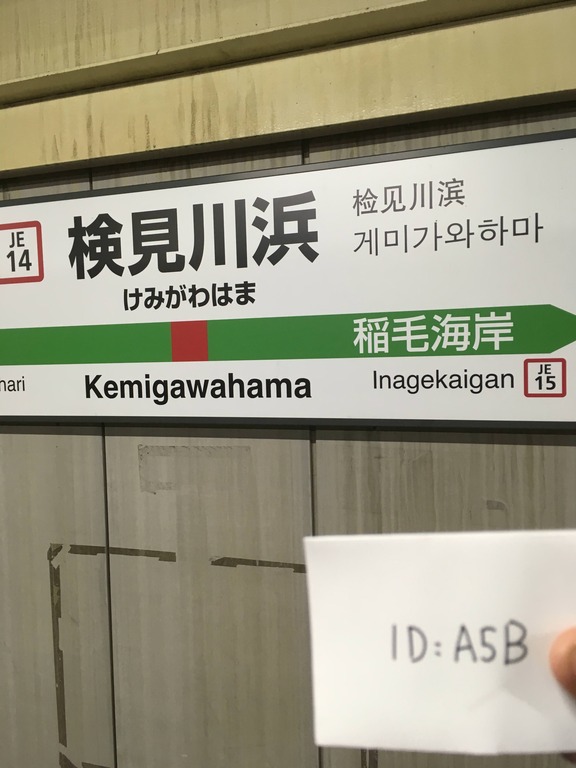 JE
14
検見川浜
けみがわはま
检见川滨
게미가와하마
稲毛海岸
nari
Kemigawahama
Inagekaigan
JE
15
ID:A5B